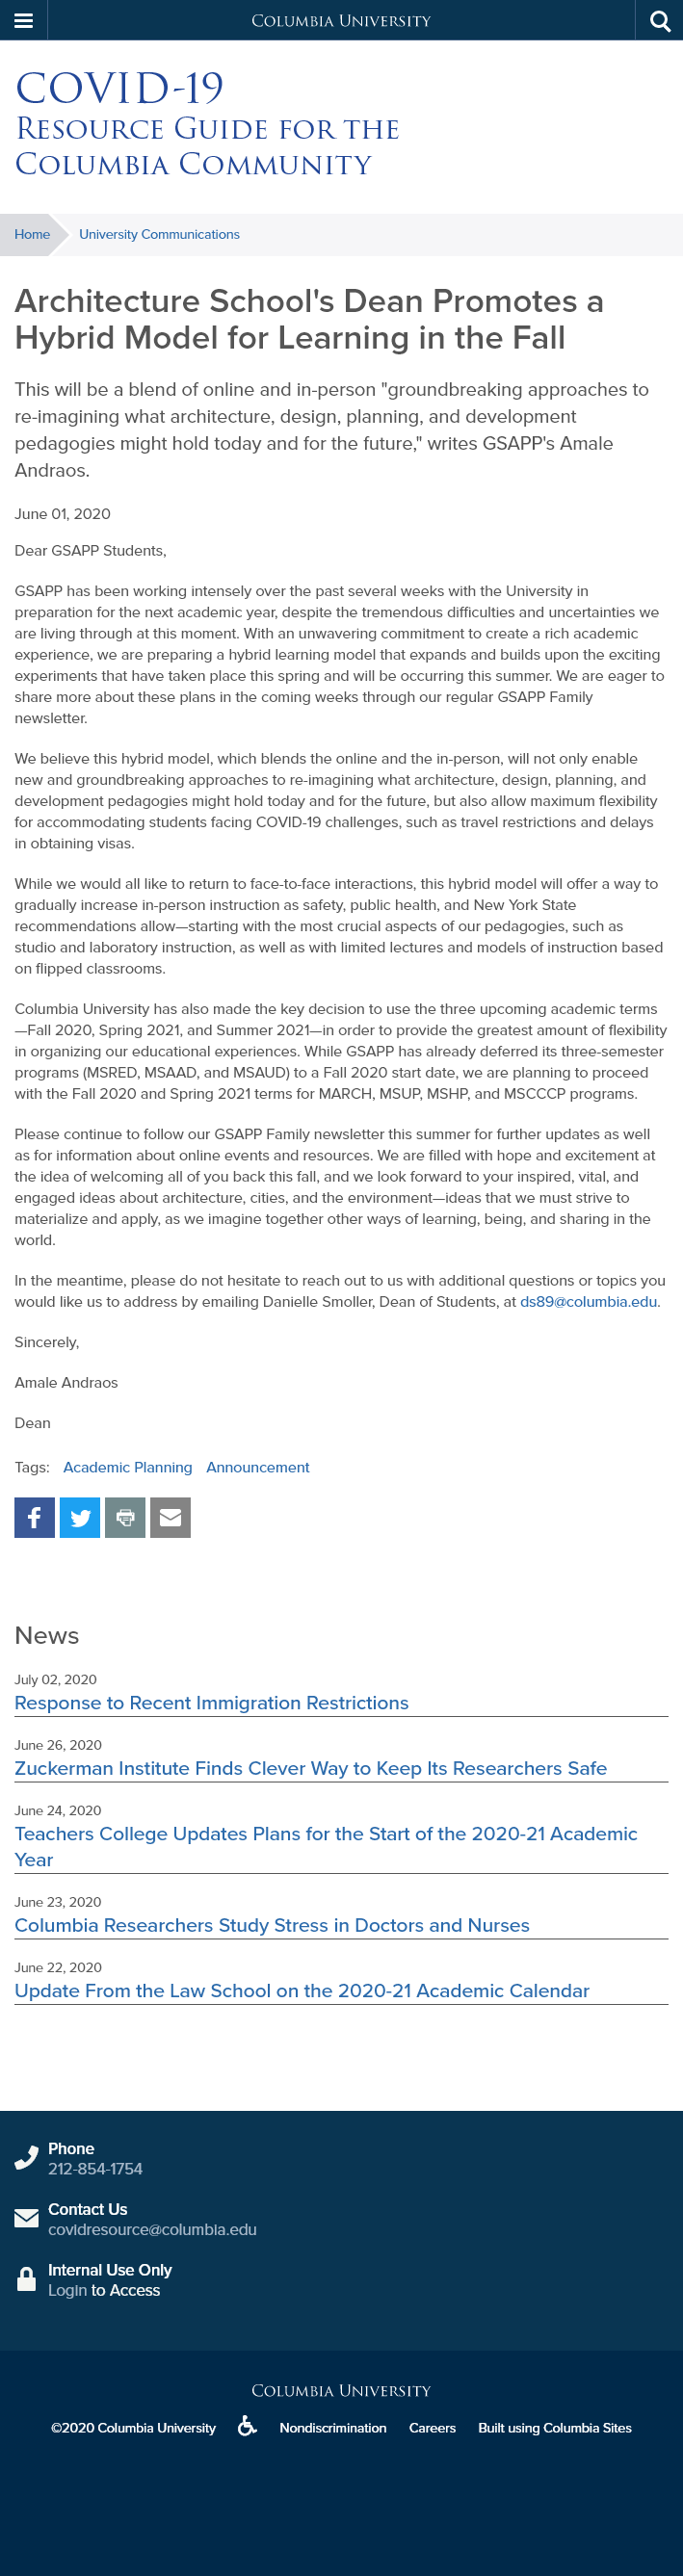 Columbia University
COVID-19
Resource Guide for the
Columbia Community
Home University Communications
Architecture School's Dean Promotes a
Hybrid Model for Learning in the Fall
This will be a blend of online and in-person "groundbreaking approaches to
re-imagining what architecture, design, planning, and development
pedagogies might hold today and for the future," writes GSAPP's Amale
Andraos.
June 01, 2020
Dear GSAPP Students,
GSAPP has been working intensely over the past several weeks with the University in
preparation for the next academic year, despite the tremendous difficulties and uncertainties we
are living through at this moment. With an unwavering commitment to create a rich academic
experience, we are preparing a hybrid learning model that expands and builds upon the exciting
experiments that have taken place this spring and will be occurring this summer. We are eager to
share more about these plans in the coming weeks through our regular GSAPP Family
newsletter.
We believe this hybrid model, which blends the online and the in-person, will not only enable
new and groundbreaking approaches to re-imagining what architecture, design, planning, and
development pedagogies might hold today and for the future, but also allow maximum flexibility
for accommodating students facing COVID-19 challenges, such as travel restrictions and delays
in obtaining visas.
While we would all like to return to face-to-face interactions, this hybrid model will offer a way to
gradually increase in-person instruction as safety, public health, and New York State
recommendations allow—starting with the most crucial aspects of our pedagogies, such as
studio and laboratory instruction, as well as with limited lectures and models of instruction based
on flipped classrooms.
Columbia University has also made the key decision to use the three upcoming academic terms
—Fall 2020, Spring 2021, and Summer 2021—in order to provide the greatest amount of flexibility
in organizing our educational experiences. While GSAPP has already deferred its three-semester
programs (MSRED, MSAAD, and MSAUD) to a Fall 2020 start date, we are planning to proceed
with the Fall 2020 and Spring 2021 terms for MARCH, MSUP, MSHP, and MSCCCP programs.
Please continue to follow our GSAPP Family newsletter this summer for further updates as well
as for information about online events and resources. We are filled with hope and excitement at
the idea of welcoming all of you back this fall, and we look forward to your inspired, vital, and
engaged ideas about architecture, cities, and the environment—ideas that we must strive to
materialize and apply, as we imagine together other ways of learning, being, and sharing in the
world.
In the meantime, please do not hesitate to reach out to us with additional questions or topics you
would like us to address by emailing Danielle Smoller, Dean of Students, at ds89@columbia.edu.
Sincerely,
Amale Andraos
Dean
Tags: Academic Planning Announcement
News
July 02, 2020
Response to Recent Immigration Restrictions
June 26, 2020
Zuckerman Institute Finds Clever Way to Keep Its Researchers Safe
June 24, 2020
Teachers College Updates Plans for the Start of the 2020-21 Academic
Year
June 23, 2020
Columbia Researchers Study Stress in Doctors and Nurses
June 22, 2020
Update From the Law School on the 2020-21 Academic Calendar
Phone
212-854-1754
Contact Us
covidresource@columbia.edu
Internal Use Only
Login to Access
Columbia University
©2020 Columbia University Nondiscrimination Careers Built using Columbia Sites